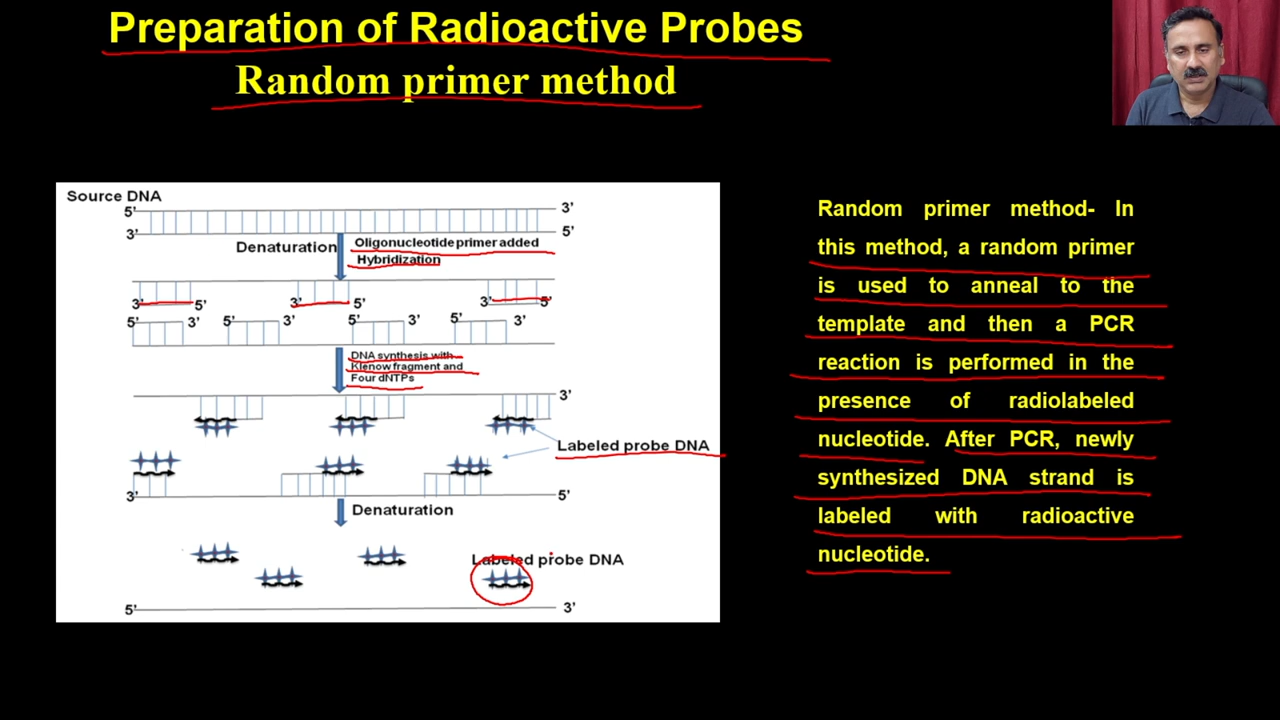 Preparation of Radioactive Probes
Random primer method
Source DNA
5’ 3’
3’ 5’
Denaturation
Oligonucleotide primer added
Hybridization
3’ 5’ 3’ 5’ 3’ 5’
5’ 3’ 5’ 3’ 5’ 3’ 5’ 3’
DNA synthesis with
Klenow fragment and
Four dNTPs
3’
Labeled probe DNA
3’ 5’
Denaturation
Labeled probe DNA
5’ 3’
Random primer method- In
this method, a random primer
is used to anneal to the
template and then a PCR
reaction is performed in the
presence of radiolabeled
nucleotide. After PCR, newly
synthesized DNA strand is
labeled with radioactive
nucleotide.